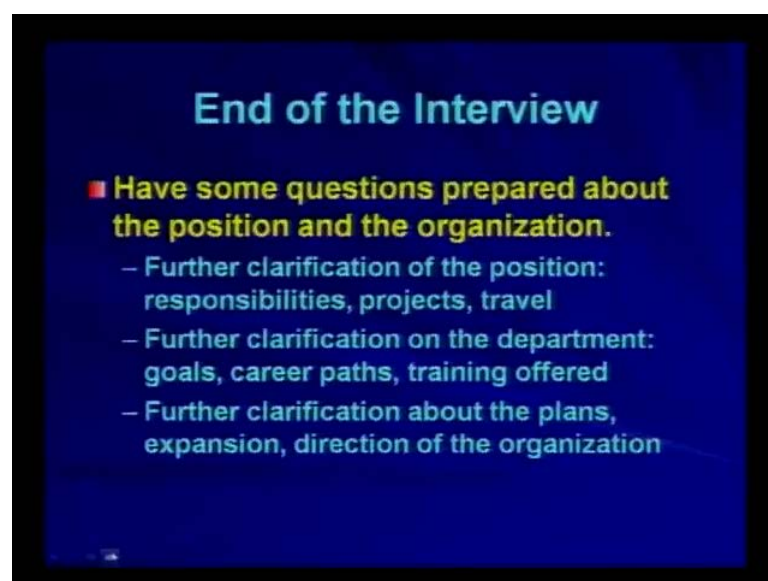 End of the Interview
Have some questions prepared about
the position and the organization.
– Further clarification of the position:
responsibilities, projects, travel
– Further clarification on the department:
goals, career paths, training offered
– Further clarification about the plans,
expansion, direction of the organization